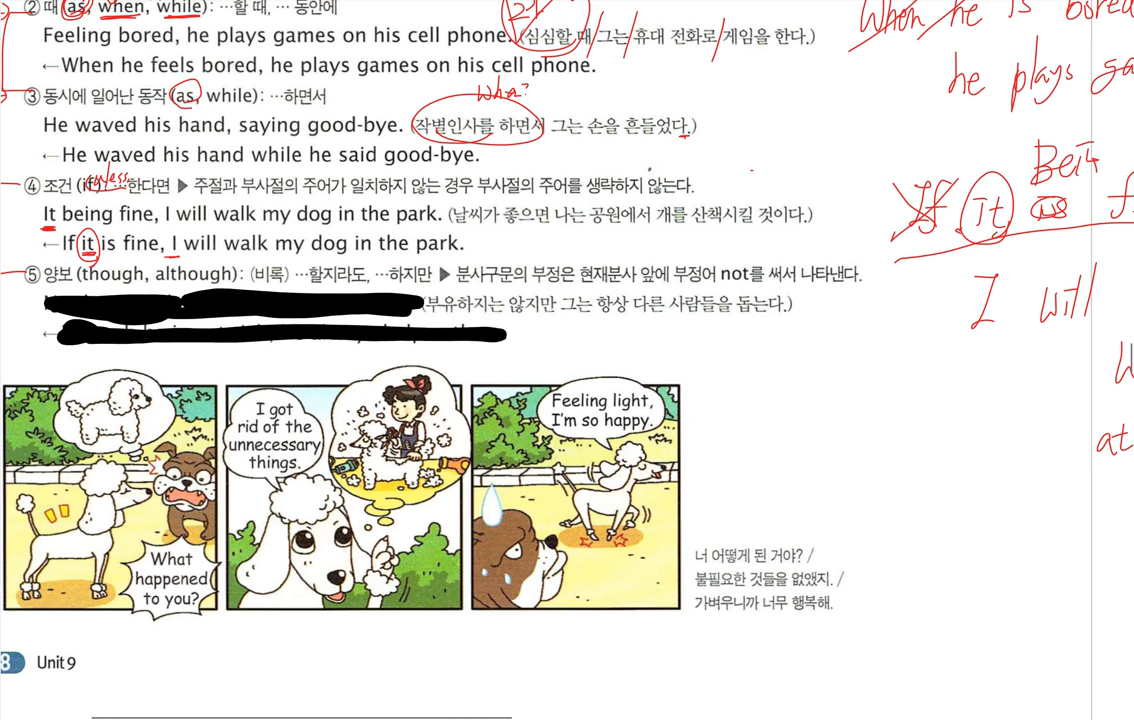 ② 때 (as, when, while): …할 때, … 동안에
Feeling bored, he plays games on his cell phone. (심심할 때 그는 휴대 전화로 게임을 한다.)
←When he feels bored, he plays games on his cell phone.
③ 동시에 일어난 동작 (as, while): …하면서
when?
He waved his hand, saying good-bye. (작별인사를 하면서 그는 손을 흔들었다.)
←He waved his hand while he said good-bye.
unless
④ 조건 (if): …한다면 ▶ 주절과 부사절의 주어가 일치하지 않는 경우 부사절의 주어를 생략하지 않는다.
It being fine, I will walk my dog in the park. (날씨가 좋으면 나는 공원에서 개를 산책시킬 것이다.)
←If it is fine, I will walk my dog in the park.
⑤ 양보 (though, although): (비록) …할지라도, …하지만 ▶ 분사구문의 부정은 현재분사 앞에 부정어 not를 써서 나타낸다.
(부유하지는 않지만 그는 항상 다른 사람들을 돕는다.)
←
When he is bored
he plays ga
If It is f
I will
W
at
What
happened
to you?
I got
rid of the
unnecessary
things.
Feeling light,
I'm so happy.
너 어떻게 된 거야? /
불필요한 것들을 없앴지. /
가벼우니까 너무 행복해.
8 Unit 9